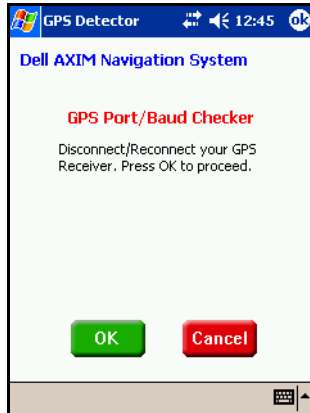 GPS Detector 12:45 ok
Dell AXIM Navigation System
GPS Port/Baud Checker
Disconnect/Reconnect your GPS
Receiver. Press OK to proceed.
OK Cancel